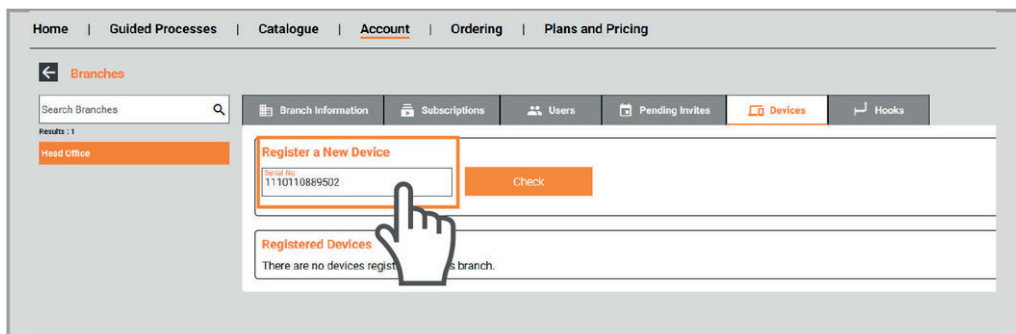 Home | Guided Processes | Catalogue | Account | Ordering | Plans and Pricing
Branches
Search Branches
Results : 1
Head Office
Branch Information
Subscriptions
Users
Pending Invites
Devices
Hooks
Register a New Device
Serial No
1110110889502
Check
Registered Devices
There are no devices regist s branch.